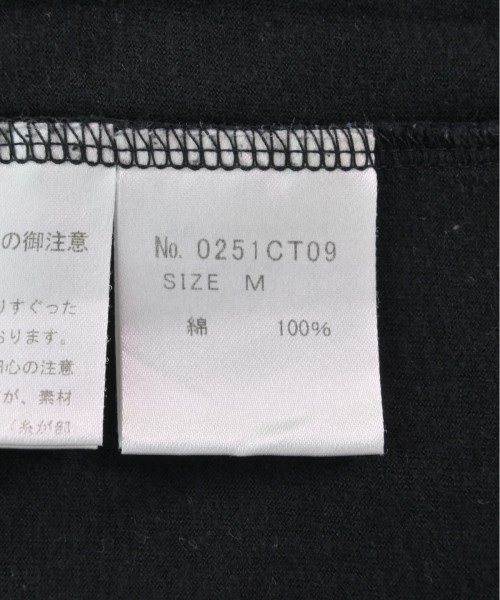 の御注意
りすぐった
おります。
心の注意
が、素材
No. 0251CT09
SIZE M
綿 100%